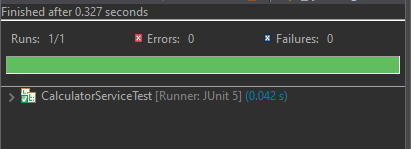 Finished after 0.327 seconds
Runs: 1/1 Errors: 0 Failures: 0
CalculatorServiceTest [Runner: JUnit 5] (0.042 s)